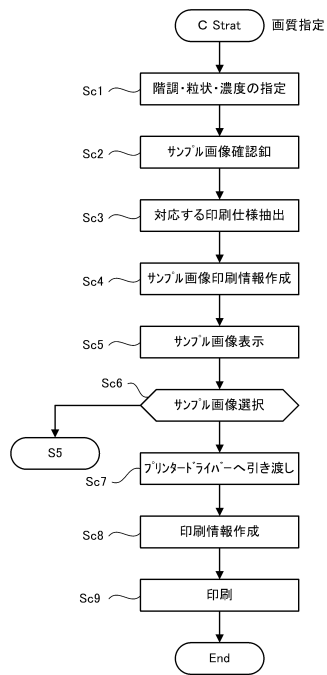 C Strat 画質指定
Sc1 階調・粒状・濃度の指定
Sc2 ｻﾝﾌﾟﾙ画像確認釦
Sc3 対応する印刷仕様抽出
Sc4 ｻﾝﾌﾟﾙ画像印刷情報作成
Sc5 ｻﾝﾌﾟﾙ画像表示
Sc6 ｻﾝﾌﾟﾙ画像選択
S5
Sc7 ﾌﾟﾘﾝﾀｰﾄﾞﾗｲﾊﾞｰへ引き渡し
Sc8 印刷情報作成
Sc9 印刷
End